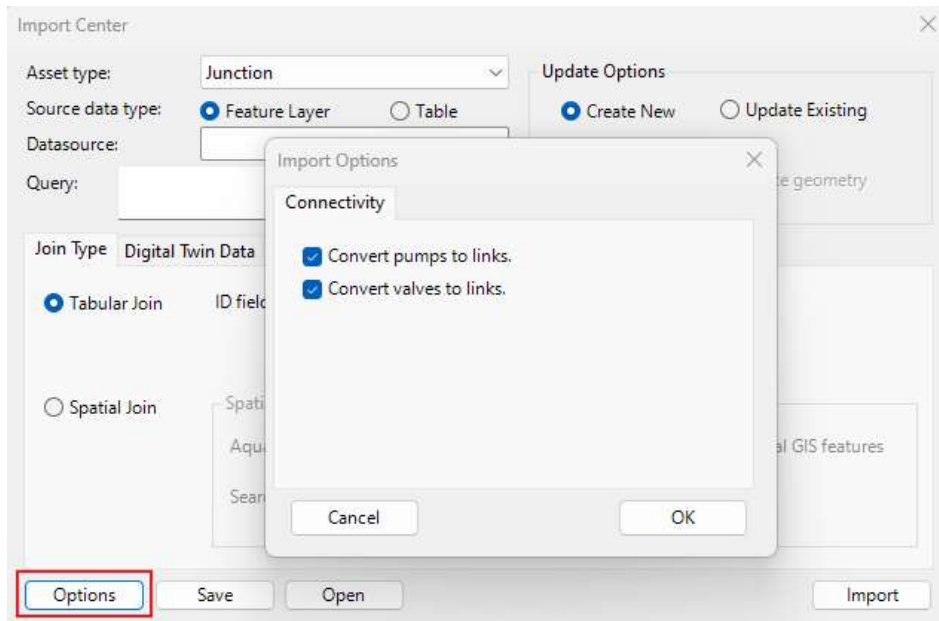 Import Center
Asset type:
Junction
Update Options
Source data type:
Feature Layer
Table
Create New
Update Existing
Datasource:
Import Options
Query:
geometry
Connectivity
Join Type
Digital Twin Data
Convert pumps to links.
Convert valves to links.
Tabular Join
ID
Spatial Join
GIS features
Cancel
OK
Options
Save
Open
Import